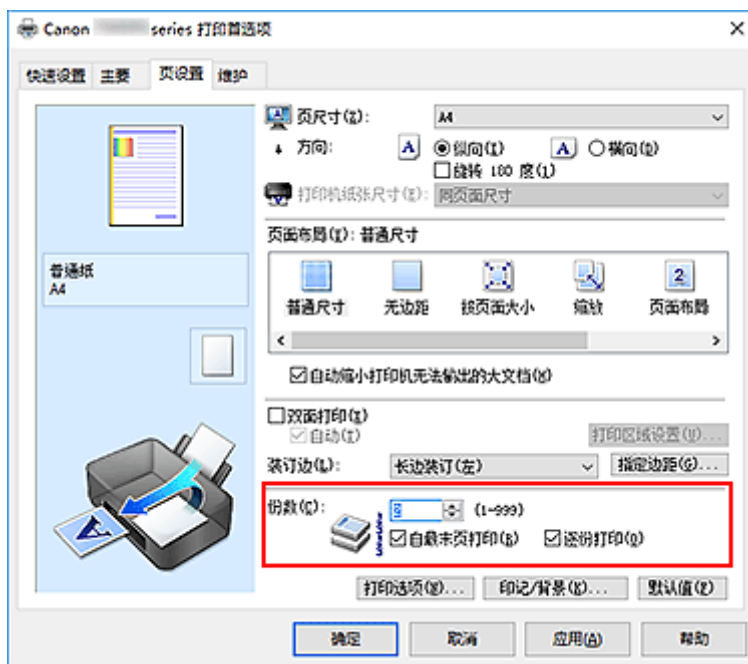 Canon series 打印首选项
快速设置 主要 页设置 维护
页尺寸(Z): A4
方向: A 纵向(I) A 横向(D)
旋转 180 度(1)
打印机纸张尺寸(E): 同页面尺寸
页面布局(Y): 普通尺寸
普通纸
A4
2
普通尺寸 无边距 按页面大小 缩放 页面布局
自动缩小打印机无法输出的大文档(W)
双面打印(X)
自动(T)
打印区域设置(U)...
装订边(L): 长边装订(左) 指定边距(G)...
份数(C): (1-999)
自最末页打印(B) 逐份打印(O)
A
打印选项(N)... 印记/背景(K)... 默认值(F)
确定 取消 应用(A) 帮助